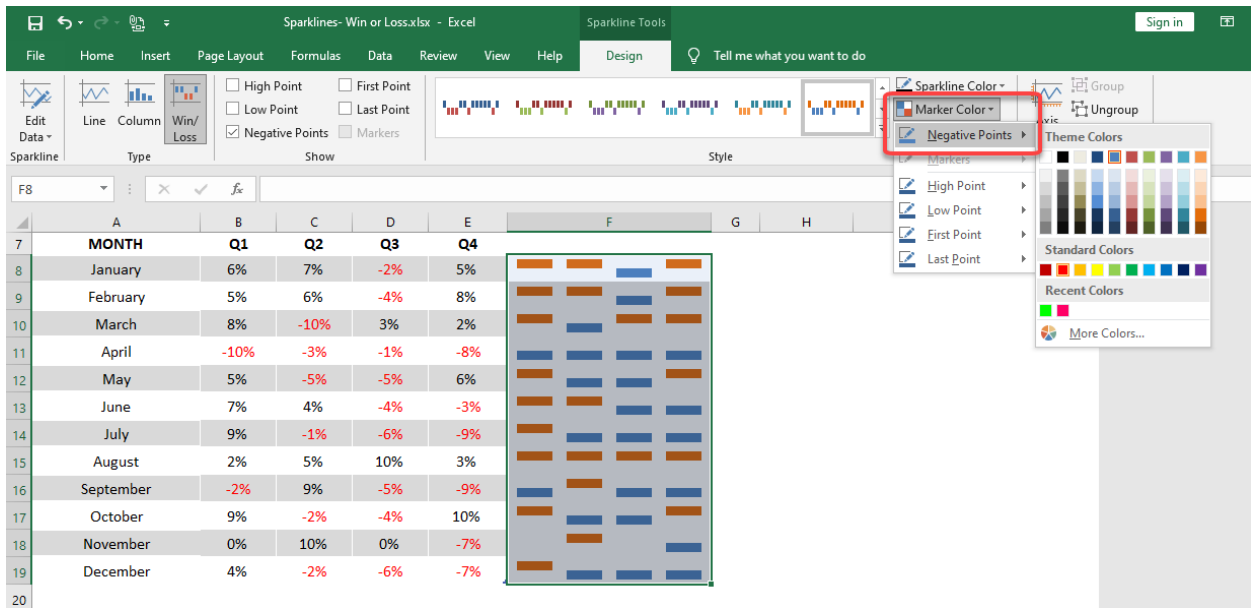 Sparklines- Win or Loss.xlsx - Excel Sparkline Tools Sign in
File Home Insert Page Layout Formulas Data Review View Help Design Tell me what you want to do
Edit Data
Line
Column
Win/ Loss
High Point First Point
Low Point Last Point
Negative Points Markers
Sparkline Color
Marker Color
Axis
Group
Ungroup
Sparkline Type Show Style
Negative Points
Markers
High Point
Low Point
First Point
Last Point
Theme Colors
Standard Colors
Recent Colors
More Colors...
F8 fx
A B C D E F G H
7 MONTH Q1 Q2 Q3 Q4
8 January 6% 7% -2% 5%
9 February 5% 6% -4% 8%
10 March 8% -10% 3% 2%
11 April -10% -3% -1% -8%
12 May 5% -5% -5% 6%
13 June 7% 4% -4% -3%
14 July 9% -1% -6% -9%
15 August 2% 5% 10% 3%
16 September -2% 9% -5% -9%
17 October 9% -2% -4% 10%
18 November 0% 10% 0% -7%
19 December 4% -2% -6% -7%
20